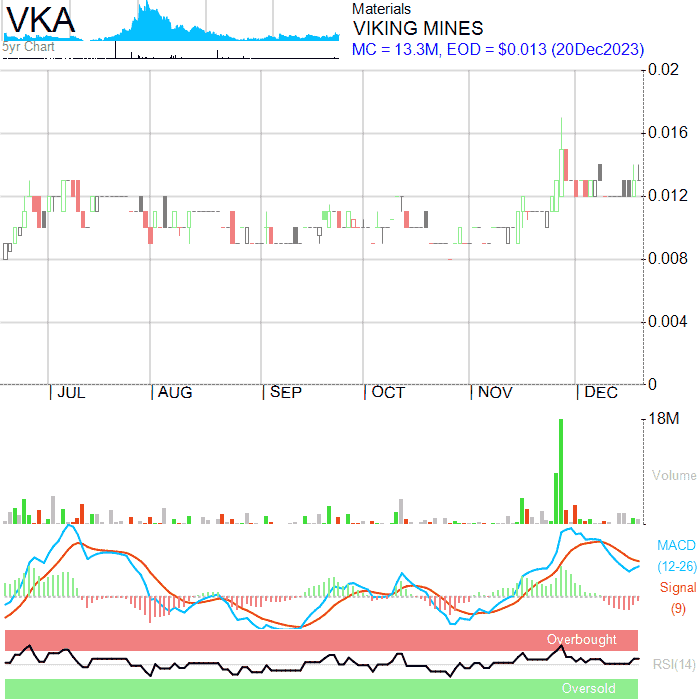 VKA
5yr Chart
Materials
VIKING MINES
MC = 13.3M, EOD = $0.013 (20Dec2023)
0.02
0.016
0.012
0.008
0.004
0
JUL AUG SEP OCT NOV DEC
18M
Volume
MACD
(12-26)
Signal
(9)
Overbought
RSI(14)
Oversold